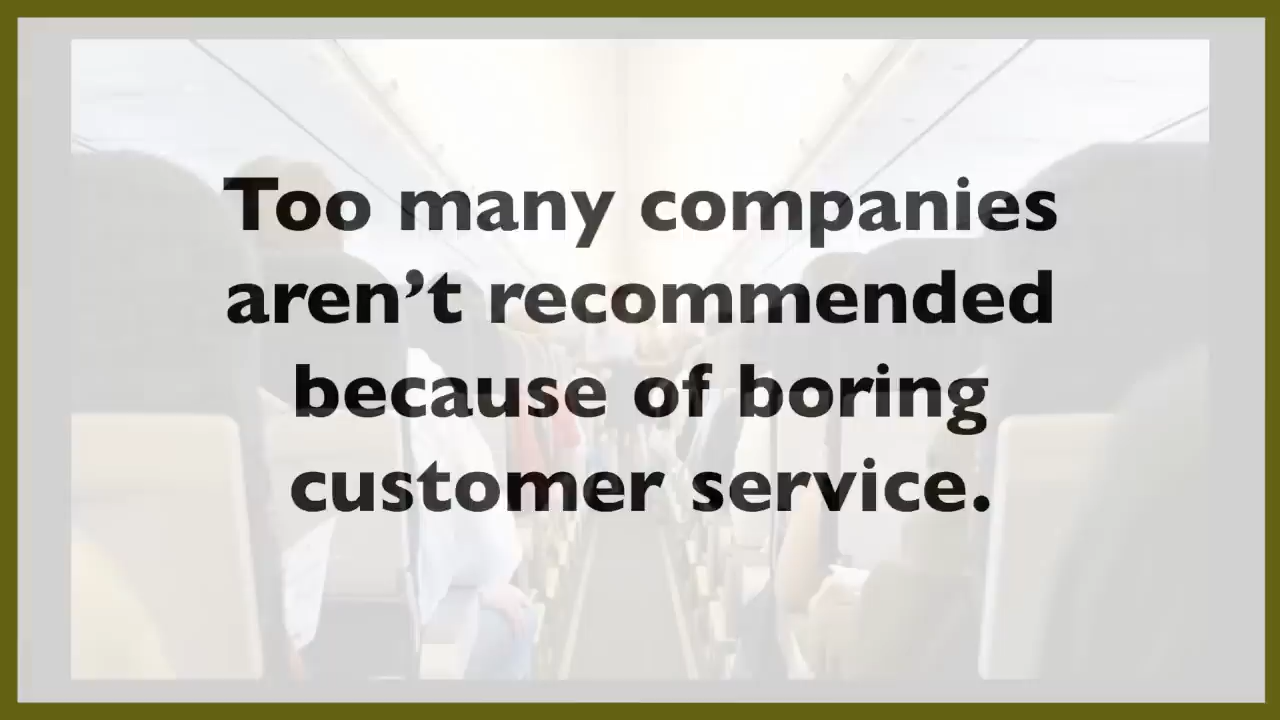 Too many companies
aren’t recommended
because of boring
customer service.